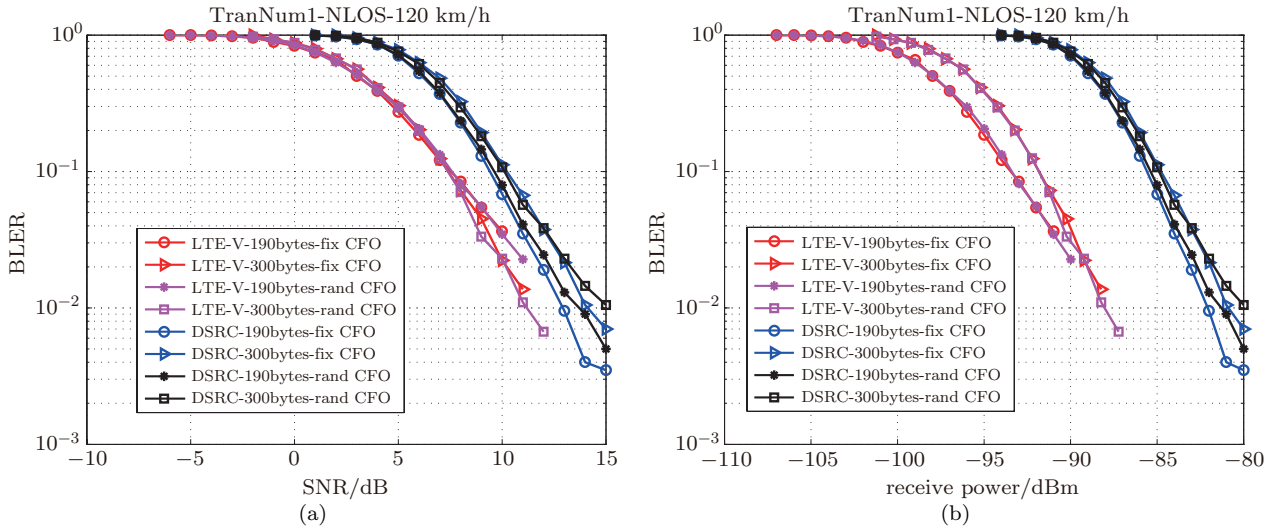 TranNum1-NLOS-120 km/h
10^0
10^-1
10^-2
10^-3
BLER
LTE-V-190bytes-fix CFO
LTE-V-300bytes-fix CFO
LTE-V-190bytes-rand CFO
LTE-V-300bytes-rand CFO
DSRC-190bytes-fix CFO
DSRC-300bytes-fix CFO
DSRC-190bytes-rand CFO
DSRC-300bytes-rand CFO
−10 −5 0 5 10 15
SNR/dB
(a)
TranNum1-NLOS-120 km/h
10^0
10^-1
10^-2
10^-3
BLER
LTE-V-190bytes-fix CFO
LTE-V-300bytes-fix CFO
LTE-V-190bytes-rand CFO
LTE-V-300bytes-rand CFO
DSRC-190bytes-fix CFO
DSRC-300bytes-fix CFO
DSRC-190bytes-rand CFO
DSRC-300bytes-rand CFO
−110 −105 −100 −95 −90 −85 −80
receive power/dBm
(b)